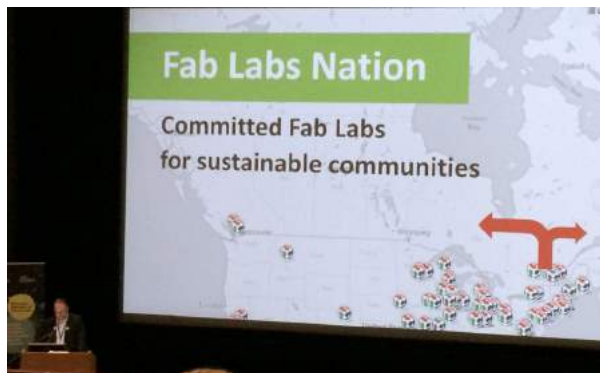 Fab Labs Nation
Committed Fab Labs
for sustainable communities